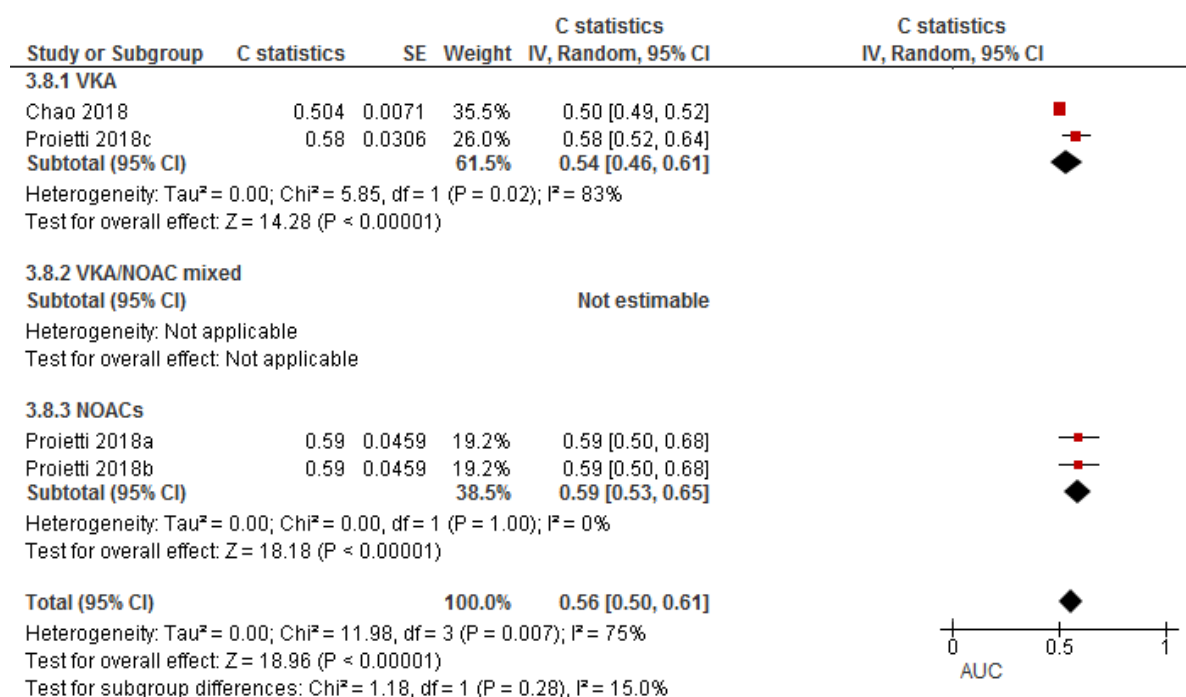 C statistics C statistics
Study or Subgroup C statistics SE Weight IV, Random, 95% CI IV, Random, 95% CI
3.8.1 VKA
Chao 2018 0.504 0.0071 35.5% 0.50 [0.49, 0.52]
Proietti 2018c 0.58 0.0306 26.0% 0.58 [0.52, 0.64]
Subtotal (95% CI) 61.5% 0.54 [0.46, 0.61]
Heterogeneity: Tau² = 0.00; Chi² = 5.85, df = 1 (P = 0.02); I² = 83%
Test for overall effect: Z = 14.28 (P < 0.00001)
3.8.2 VKA/NOAC mixed
Subtotal (95% CI) Not estimable
Heterogeneity: Not applicable
Test for overall effect: Not applicable
3.8.3 NOACs
Proietti 2018a 0.59 0.0459 19.2% 0.59 [0.50, 0.68]
Proietti 2018b 0.59 0.0459 19.2% 0.59 [0.50, 0.68]
Subtotal (95% CI) 38.5% 0.59 [0.53, 0.65]
Heterogeneity: Tau² = 0.00; Chi² = 0.00, df = 1 (P = 1.00); I² = 0%
Test for overall effect: Z = 18.18 (P < 0.00001)
Total (95% CI) 100.0% 0.56 [0.50, 0.61]
Heterogeneity: Tau² = 0.00; Chi² = 11.98, df = 3 (P = 0.007); I² = 75%
Test for overall effect: Z = 18.96 (P < 0.00001)
Test for subgroup differences: Chi² = 1.18, df = 1 (P = 0.28), I² = 15.0%
0 0.5 1
AUC